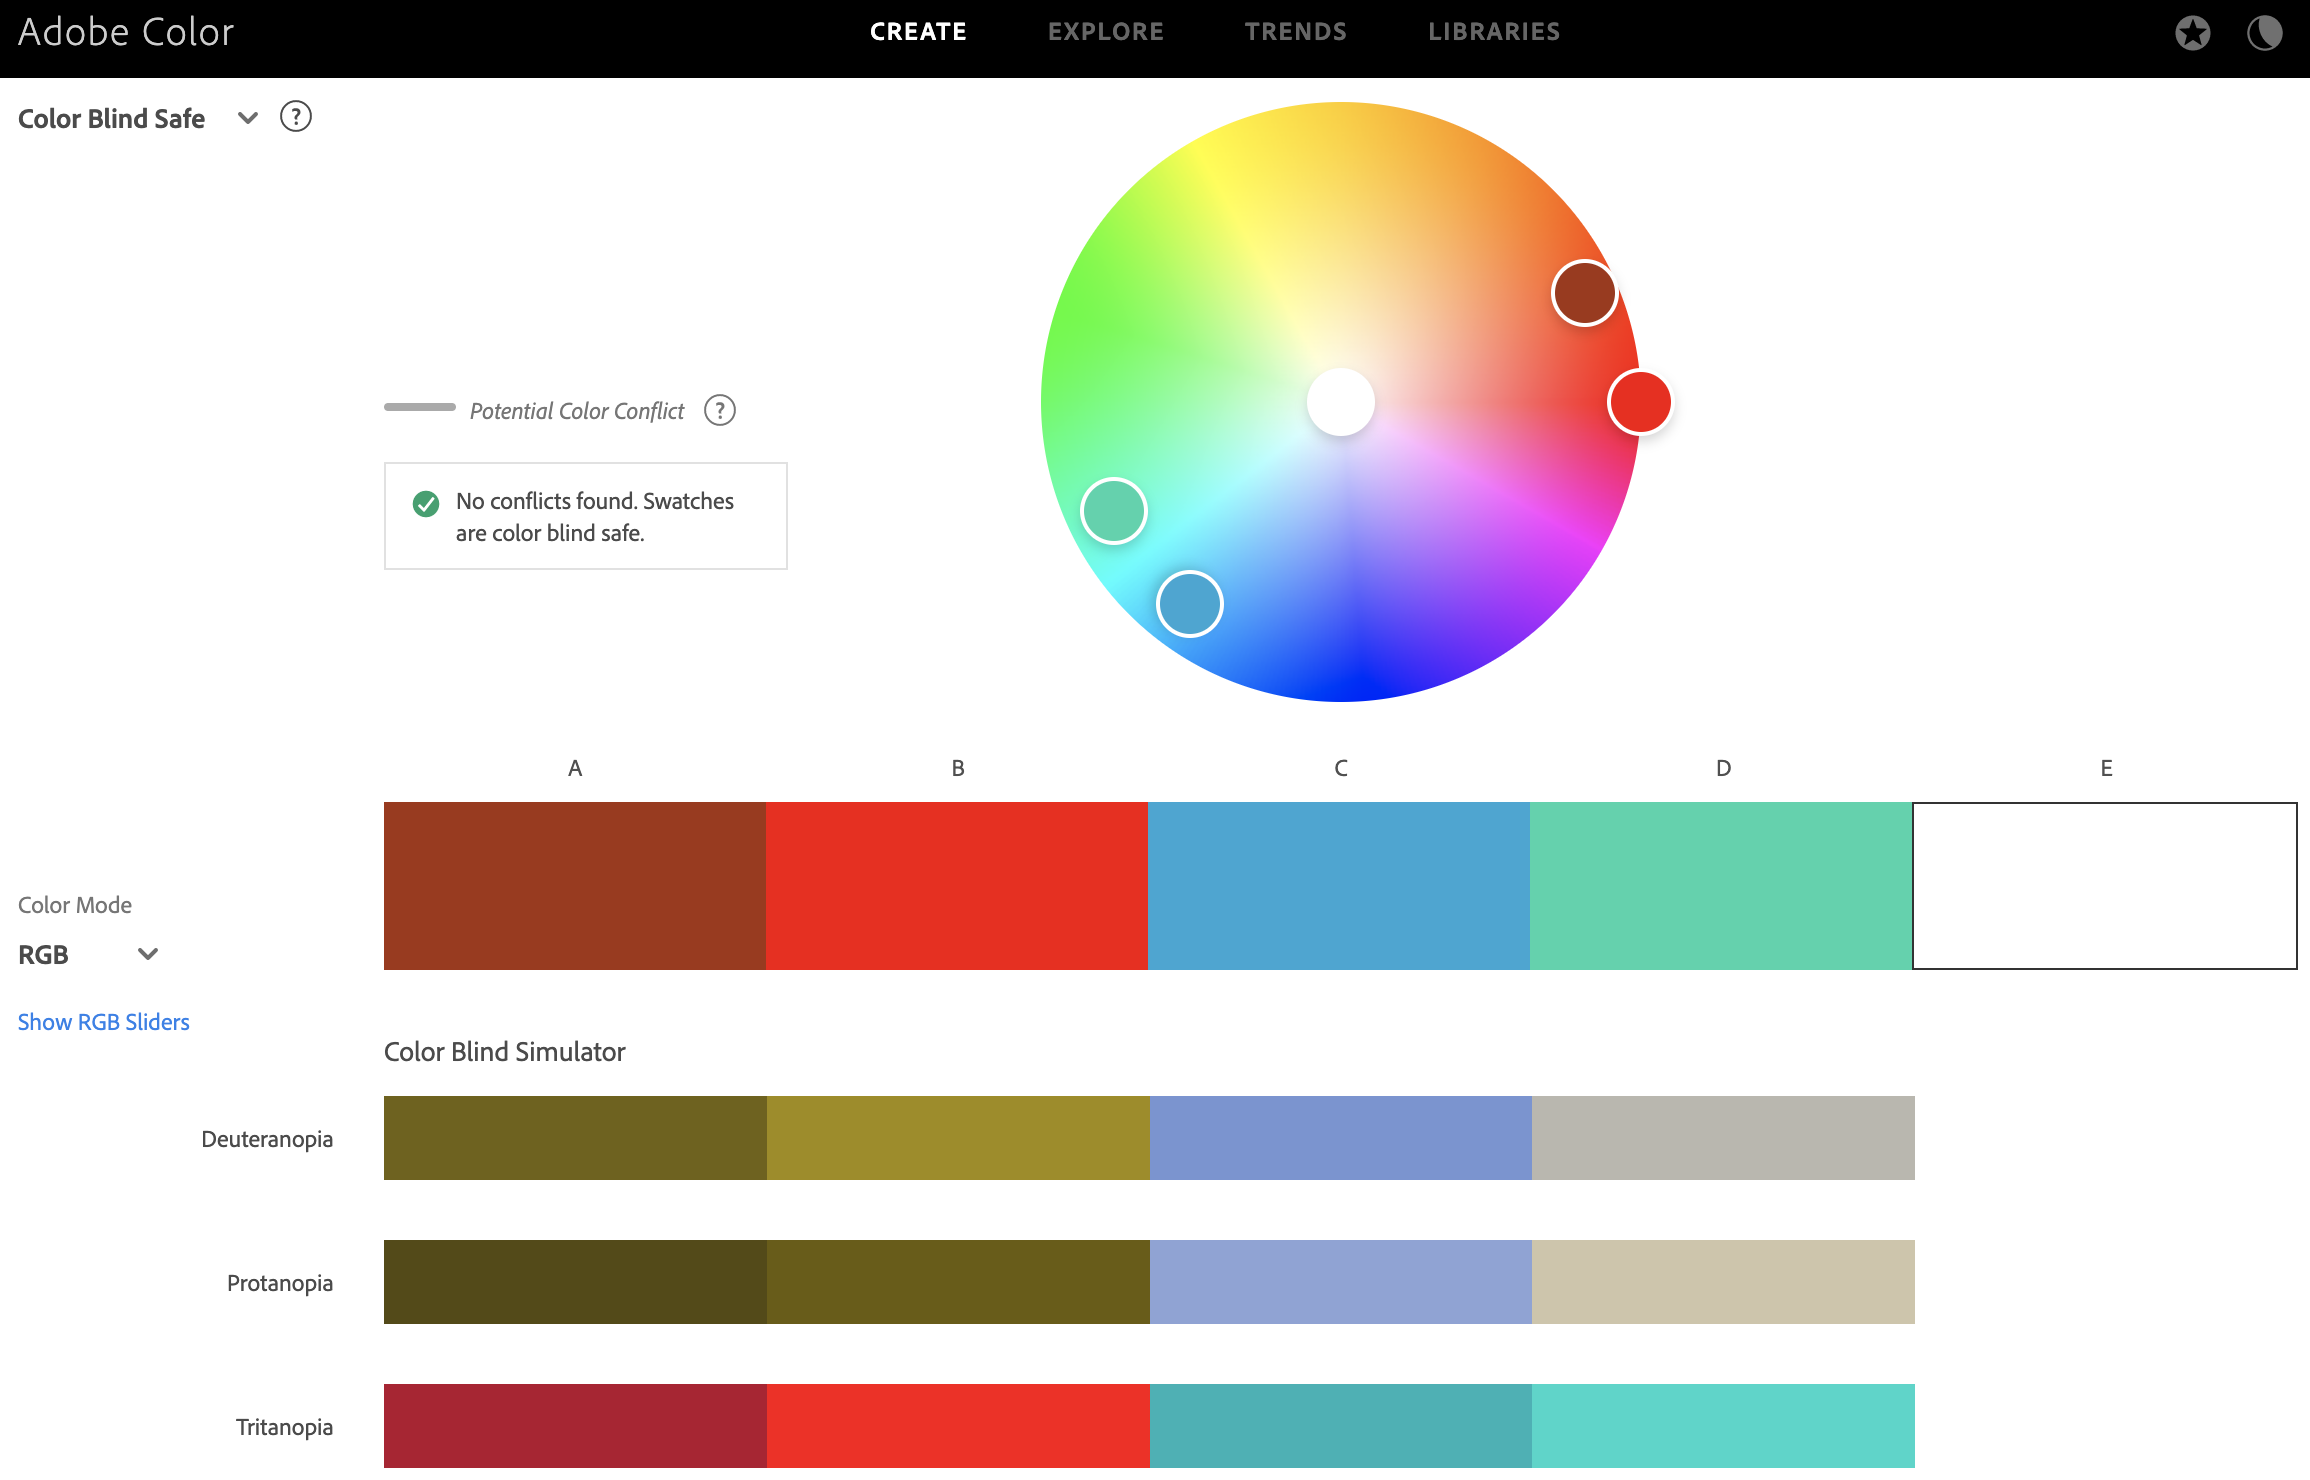 Adobe Color
CREATE
EXPLORE
TRENDS
LIBRARIES
Color Blind Safe
?
Potential Color Conflict
?
No conflicts found. Swatches
are color blind safe.
A
B
C
D
E
Color Mode
RGB
Show RGB Sliders
Color Blind Simulator
Deuteranopia
Protanopia
Tritanopia